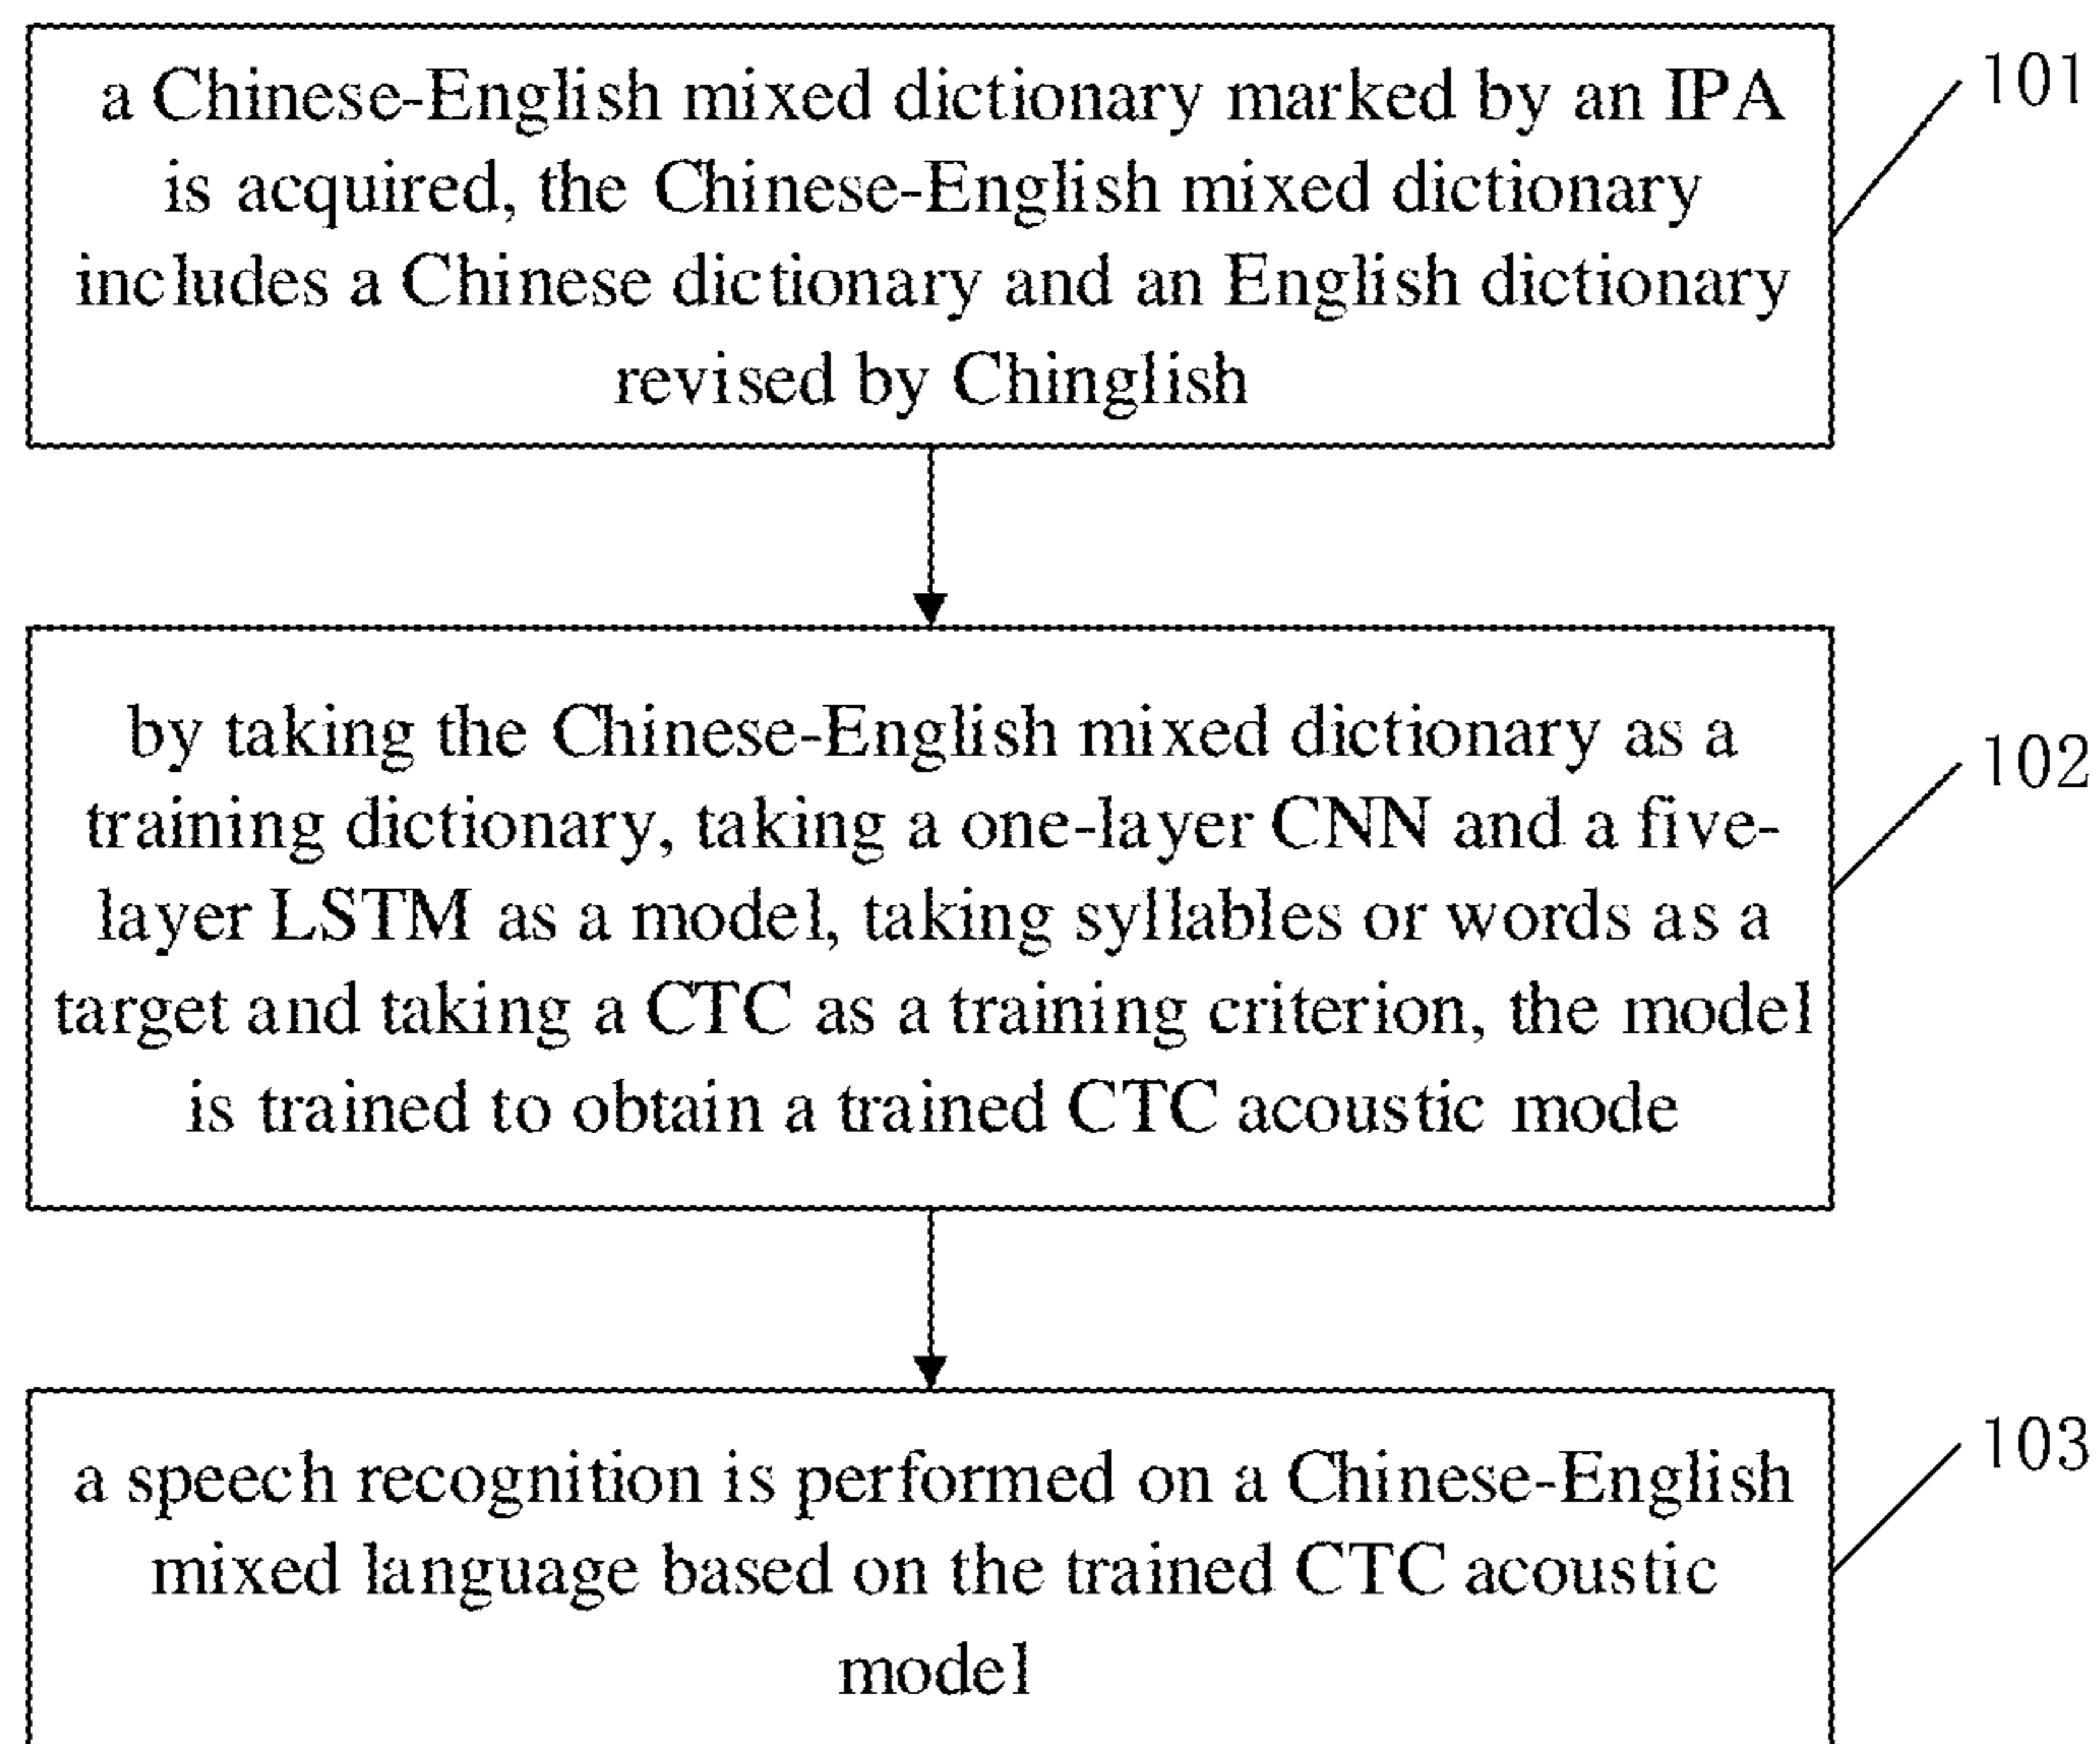 a Chinese-English mixed dictionary marked by an IPA
is acquired, the Chinese-English mixed dictionary
includes a Chinese dictionary and an English dictionary
revised by Chinglish
101
by taking the Chinese-English mixed dictionary as a
training dictionary, taking a one-layer CNN and a five-
layer LSTM as a model, taking syllables or words as a
target and taking a CTC as a training criterion, the model
is trained to obtain a trained CTC acoustic mode
102
a speech recognition is performed on a Chinese-English
mixed language based on the trained CTC acoustic
model
103